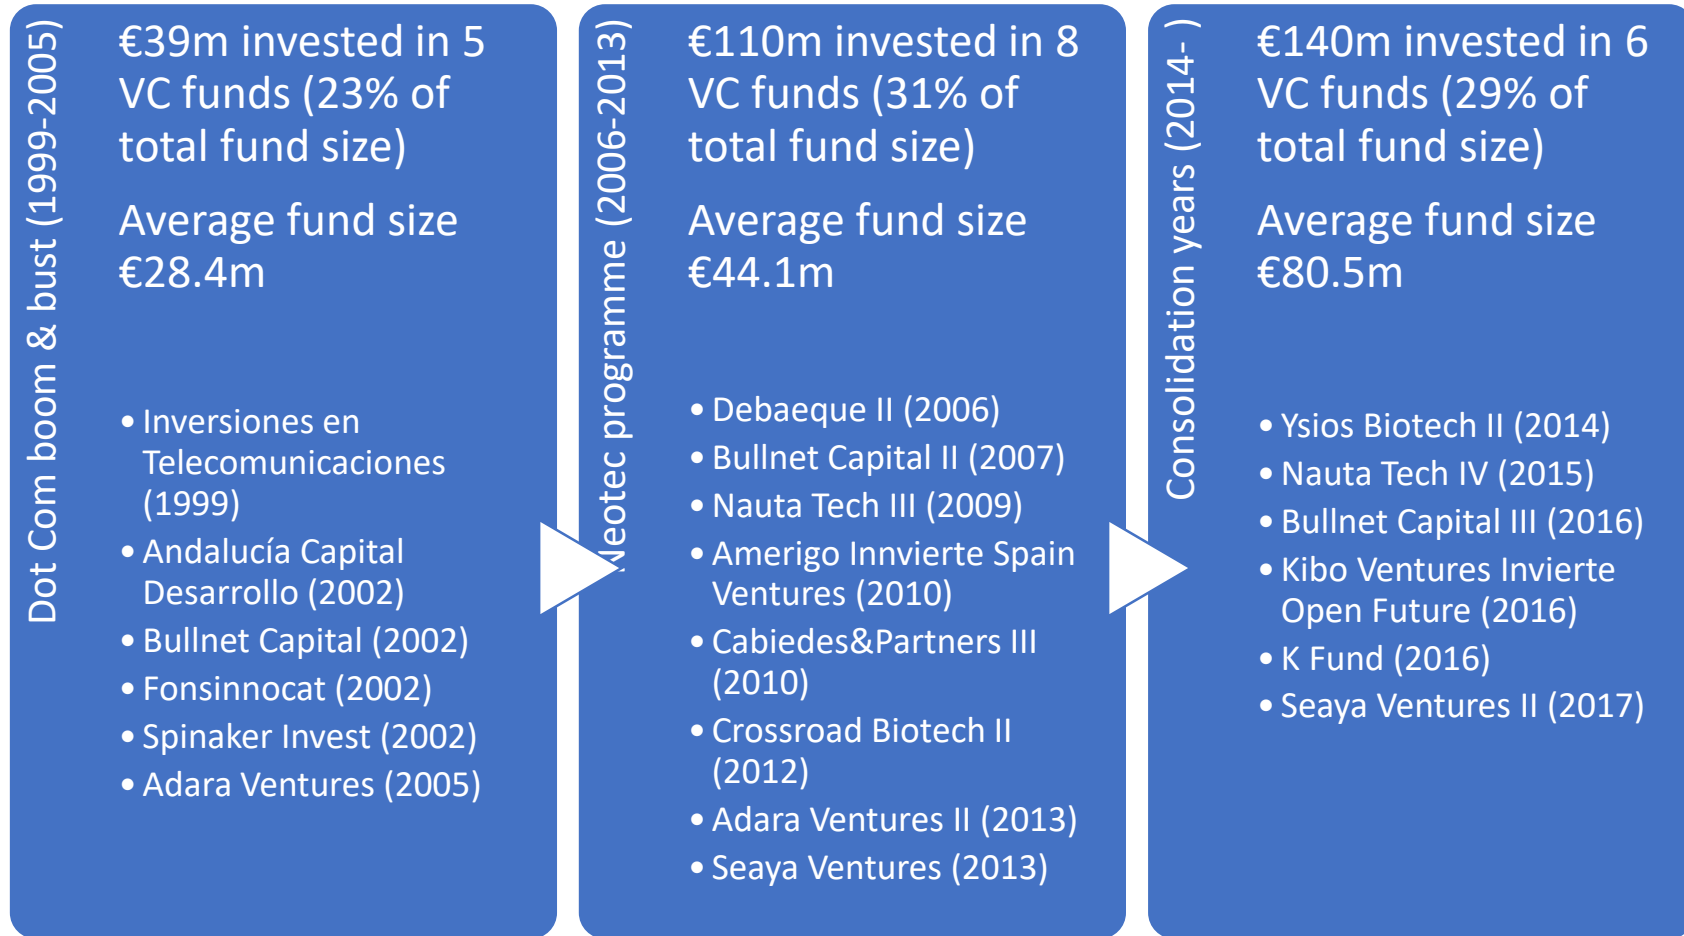 Dot Com boom & bust (1999-2005)
€39m invested in 5
VC funds (23% of
total fund size)
Average fund size
€28.4m
• Inversiones en
Telecomunicaciones
(1999)
• Andalucía Capital
Desarrollo (2002)
• Bullnet Capital (2002)
• Fonsinnocat (2002)
• Spinaker Invest (2002)
• Adara Ventures (2005)
Neotec programme (2006-2013)
€110m invested in 8
VC funds (31% of
total fund size)
Average fund size
€44.1m
• Debaeque II (2006)
• Bullnet Capital II (2007)
• Nauta Tech III (2009)
• Amerigo Innvierte Spain
Ventures (2010)
• Cabiedes&Partners III
(2010)
• Crossroad Biotech II
(2012)
• Adara Ventures II (2013)
• Seaya Ventures (2013)
Consolidation years (2014- )
€140m invested in 6
VC funds (29% of
total fund size)
Average fund size
€80.5m
• Ysios Biotech II (2014)
• Nauta Tech IV (2015)
• Bullnet Capital III (2016)
• Kibo Ventures Invierte
Open Future (2016)
• K Fund (2016)
• Seaya Ventures II (2017)